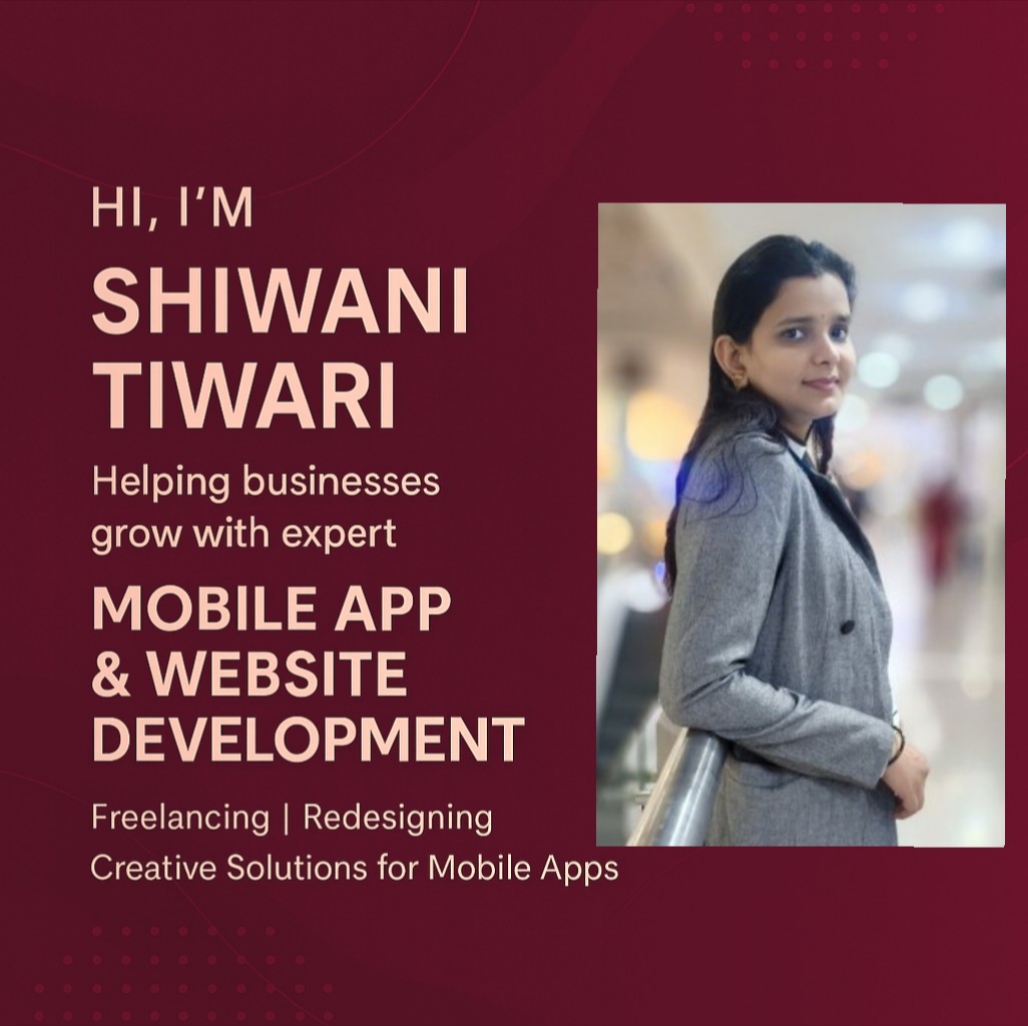 HI, I’M
SHIWANI
TIWARI
Helping businesses
grow with expert
MOBILE APP
& WEBSITE
DEVELOPMENT
Freelancing | Redesigning
Creative Solutions for Mobile Apps